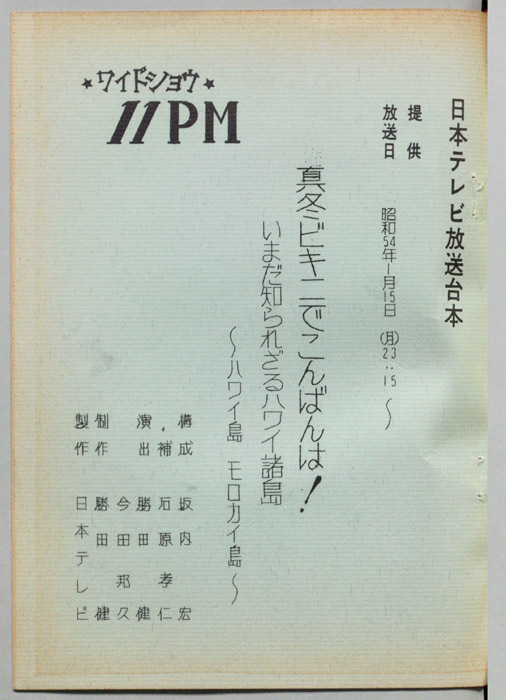 日本テレビ放送台本
提供
放送日 昭和54年1月15日(月)23:15〜
★ワイドショウ★
11PM
真冬ビキニでこんばんは!
いまだ知られざるハワイ諸島
〜ハワイ島 モロカイ島〜
構成 坂内 宏
〃補 石原孝仁
演出 勝田 健
今田邦久
制作 勝田 健
製作 日本テレビ